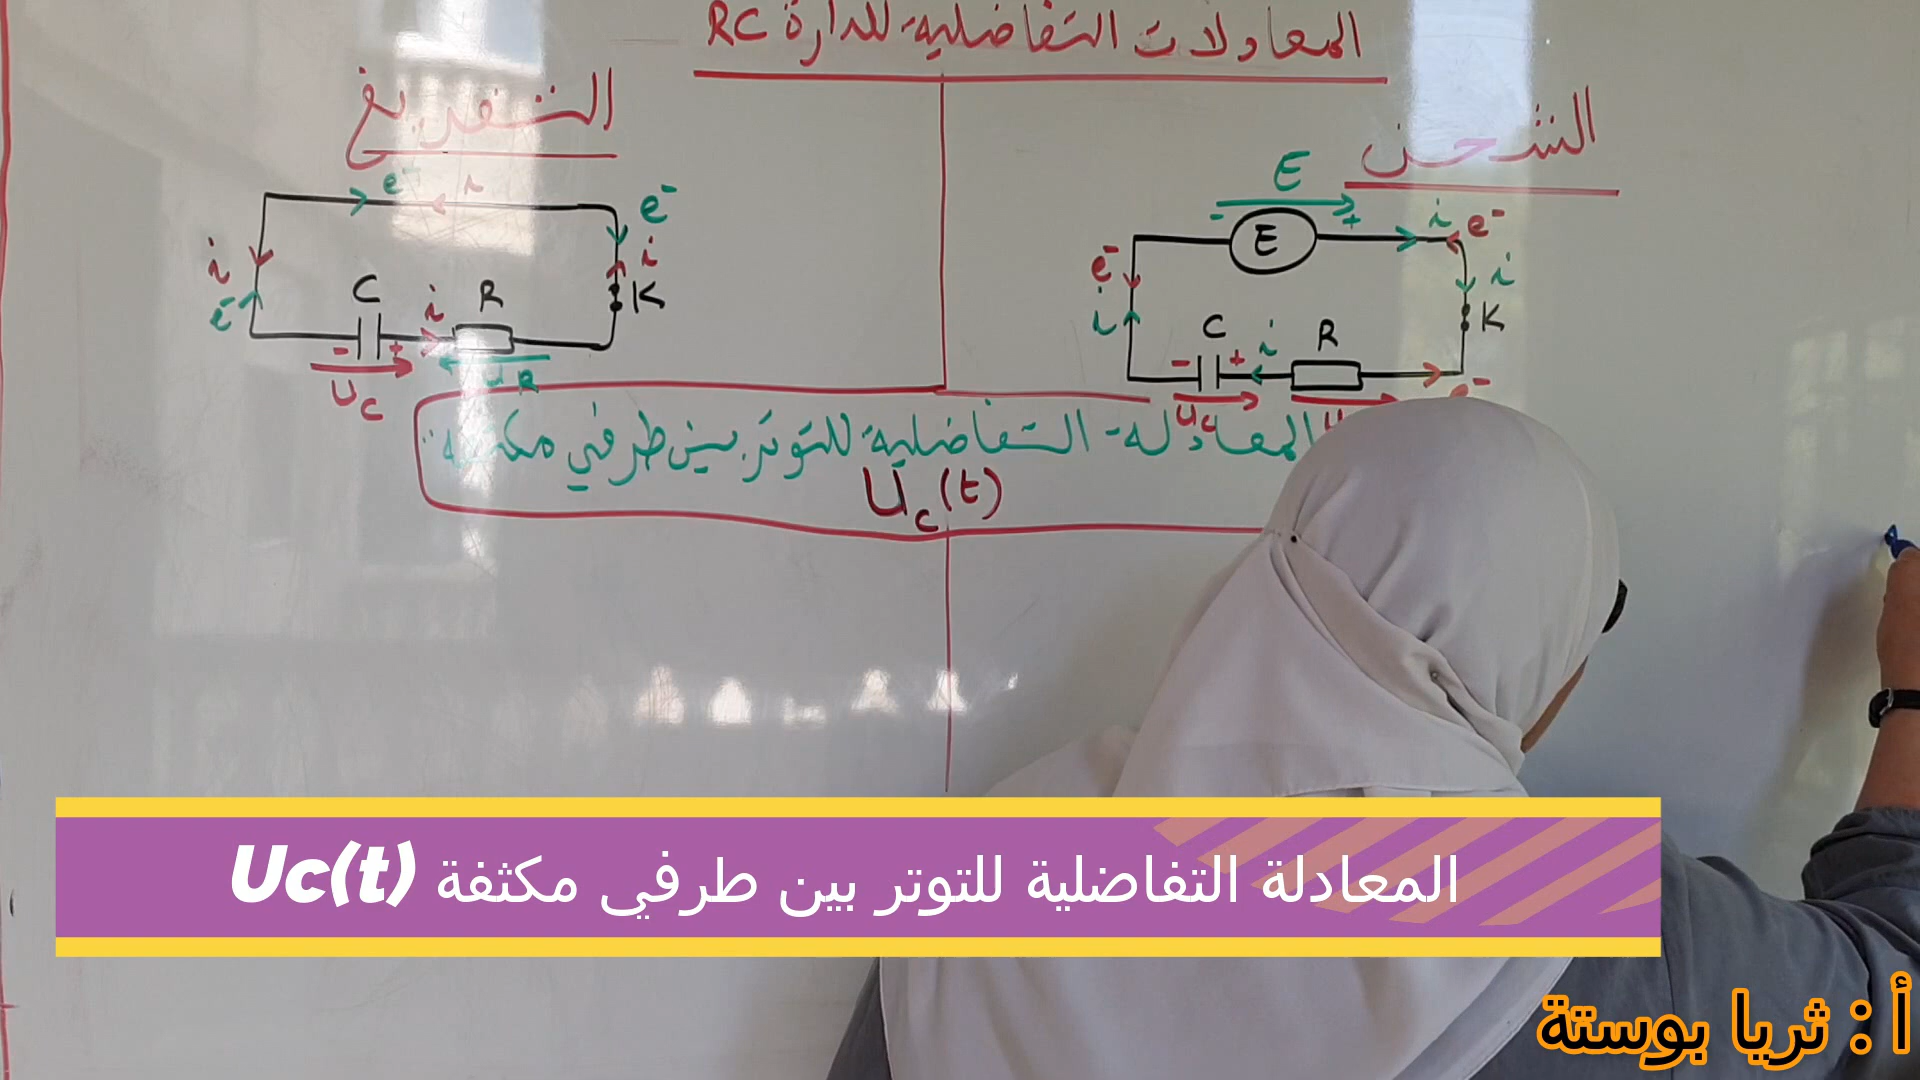 المعادلات التفاضلية للدارة RC
الشحن
E
- +
E
i e⁻
i
K
e⁻
i
C
- +
i
R
e⁻
Uc
التفريغ
e⁻ i
e⁻
i
K
i
e⁻
C
- +
i
R
Uc
UR
المعادلة التفاضلية للتوتر بين طرفي مكثفة
Uc(t)
المعادلة التفاضلية للتوتر بين طرفي مكثفة Uc(t)
أ : ثريا بوستة